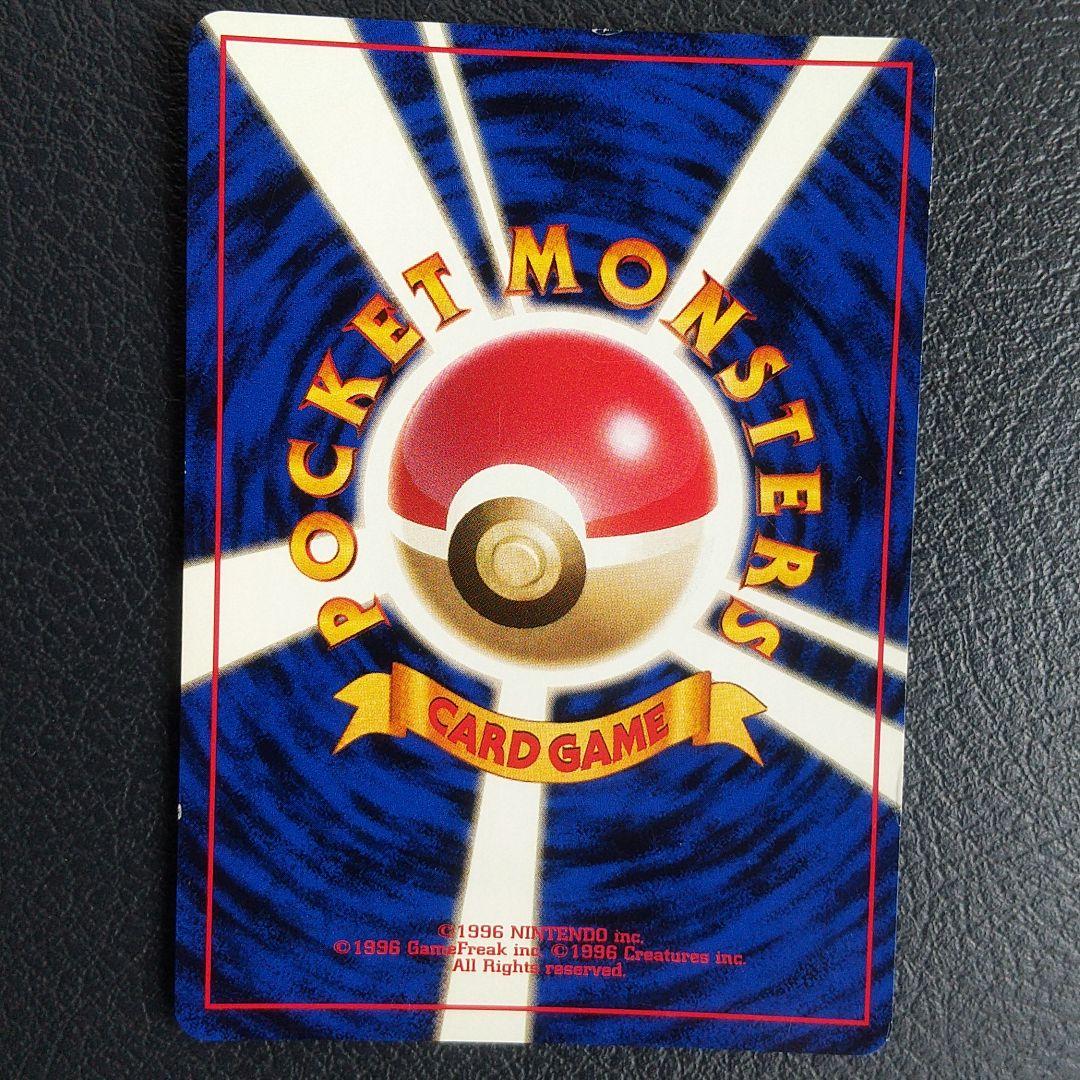 POCKET MONSTERS
CARD GAME
©1996 NINTENDO inc.
©1996 GameFreak inc. ©1996 Creatures inc.
All Rights reserved.